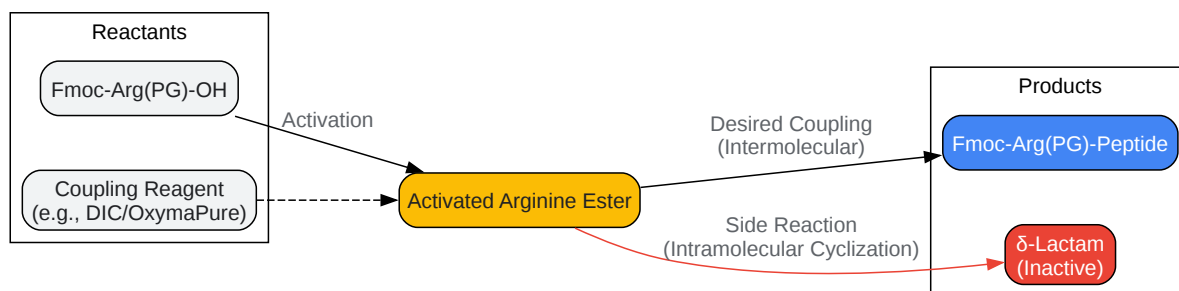 Reactants
Fmoc-Arg(PG)-OH
Coupling Reagent
(e.g., DIC/OxymaPure)
Activation
Activated Arginine Ester
Desired Coupling
(Intermolecular)
Side Reaction
(Intramolecular Cyclization)
Products
Fmoc-Arg(PG)-Peptide
δ-Lactam
(Inactive)